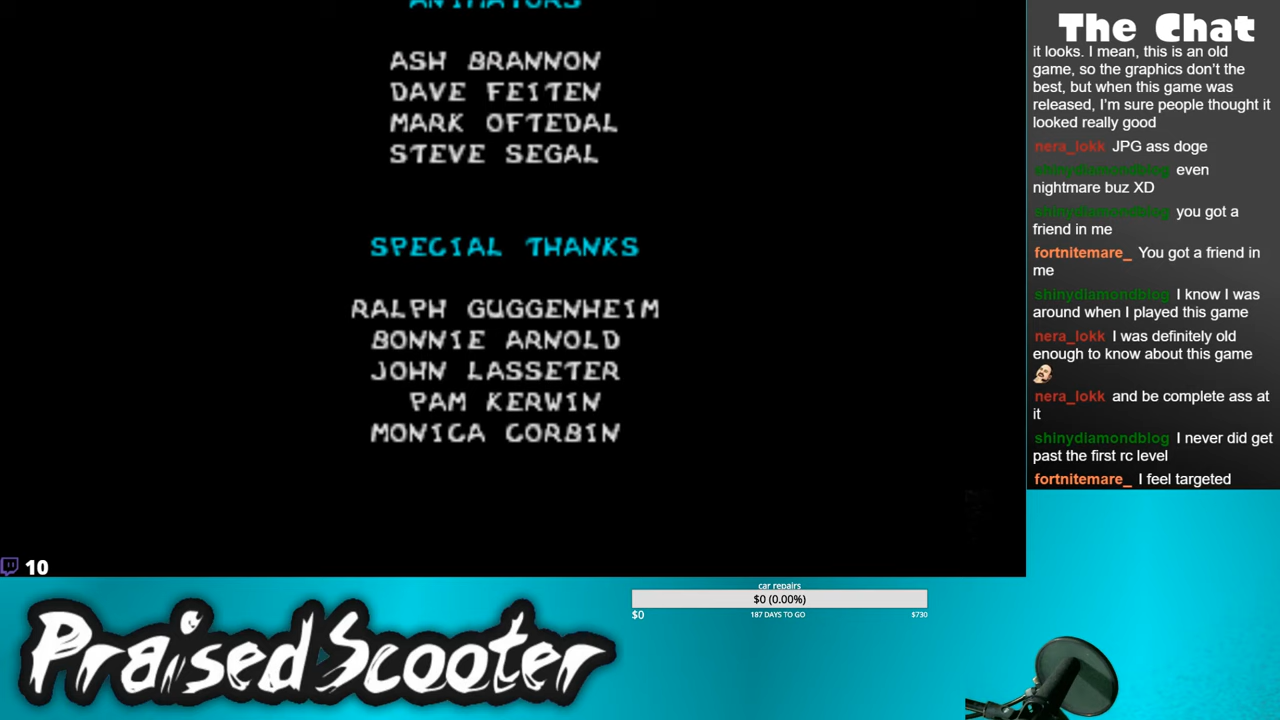 ANIMATORS
ASH BRANNON
DAVE FEITEN
MARK OFTEDAL
STEVE SEGAL
SPECIAL THANKS
RALPH GUGGENHEIM
BONNIE ARNOLD
JOHN LASSETER
PAM KERWIN
MONICA CORBIN
The Chat
it looks. I mean, this is an old
game, so the graphics don't the
best, but when this game was
released, I'm sure people thought it
looked really good
nera_lokk JPG ass doge
shinydiamondblog even
nightmare buz XD
shinydiamondblog you got a
friend in me
fortnitemare_ You got a friend in
me
shinydiamondblog I know I was
around when I played this game
nera_lokk I was definitely old
enough to know about this game
nera_lokk and be complete ass at
it
shinydiamondblog I never did get
past the first rc level
fortnitemare_ I feel targeted
10
car repairs
$0 (0.00%)
$0 187 DAYS TO GO $730
PraisedScooter